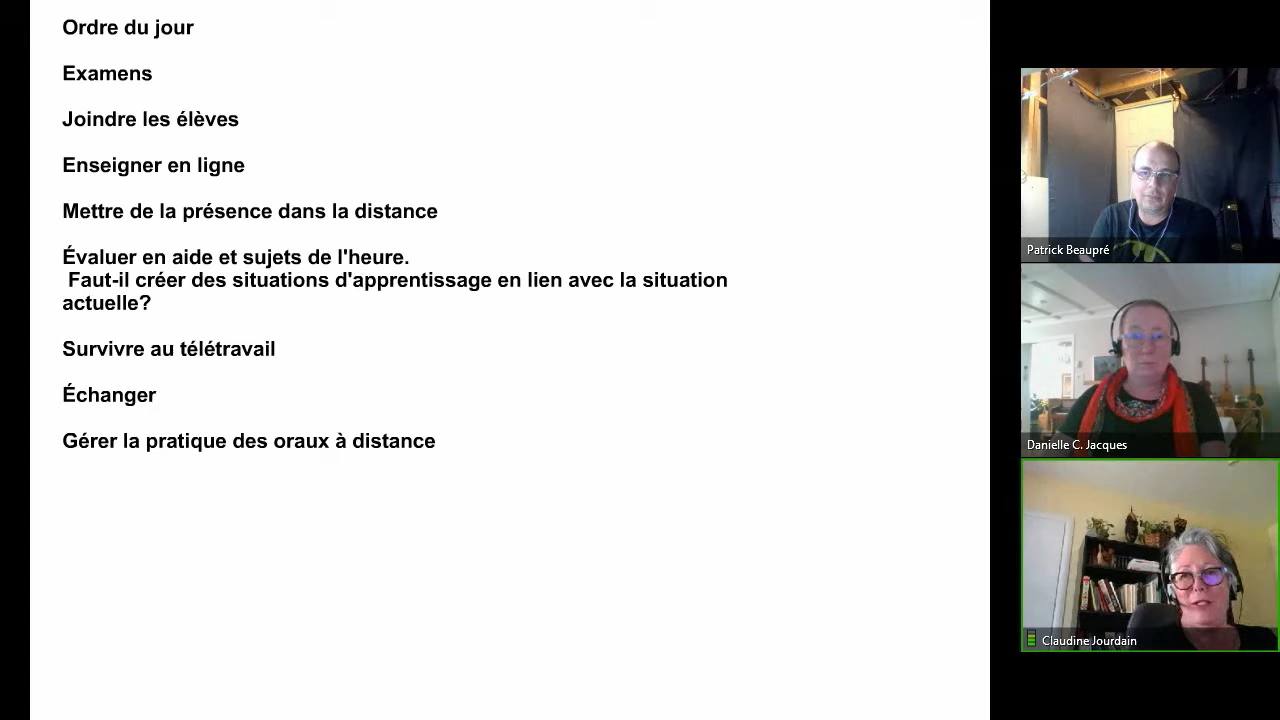 Ordre du jour
Examens
Joindre les élèves
Enseigner en ligne
Mettre de la présence dans la distance
Évaluer en aide et sujets de l'heure.
Faut-il créer des situations d'apprentissage en lien avec la situation
actuelle?
Survivre au télétravail
Échanger
Gérer la pratique des oraux à distance
Patrick Beaupré
Danielle C. Jacques
Claudine Jourdain